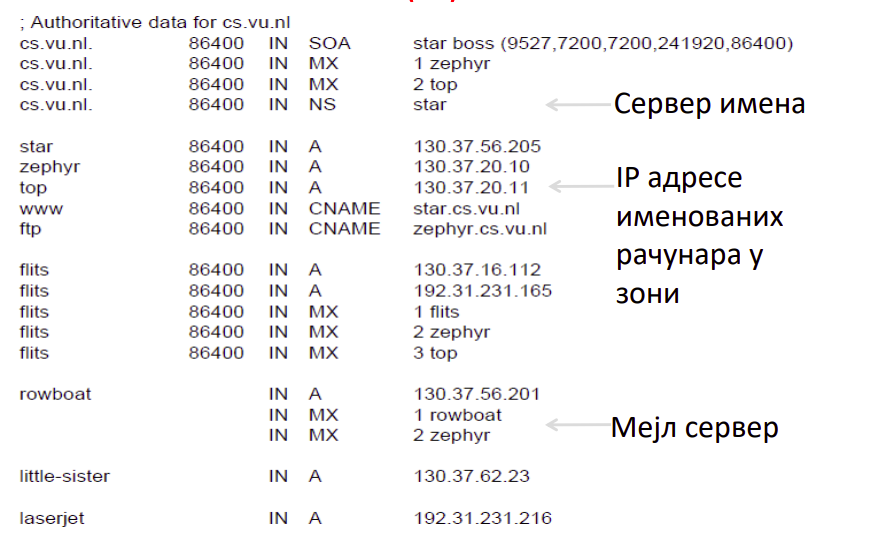 ; Authoritative data for cs.vu.nl
cs.vu.nl. 86400 IN SOA star boss (9527,7200,7200,241920,86400)
cs.vu.nl. 86400 IN MX 1 zephyr
cs.vu.nl. 86400 IN MX 2 top
cs.vu.nl. 86400 IN NS star
Сервер имена
star 86400 IN A 130.37.56.205
zephyr 86400 IN A 130.37.20.10
top 86400 IN A 130.37.20.11
www 86400 IN CNAME star.cs.vu.nl
ftp 86400 IN CNAME zephyr.cs.vu.nl
IP адресе
именованих
рачунара у
зони
flits 86400 IN A 130.37.16.112
flits 86400 IN A 192.31.231.165
flits 86400 IN MX 1 flits
flits 86400 IN MX 2 zephyr
flits 86400 IN MX 3 top
rowboat IN A 130.37.56.201
IN MX 1 rowboat
IN MX 2 zephyr
Мејл сервер
little-sister IN A 130.37.62.23
laserjet IN A 192.31.231.216